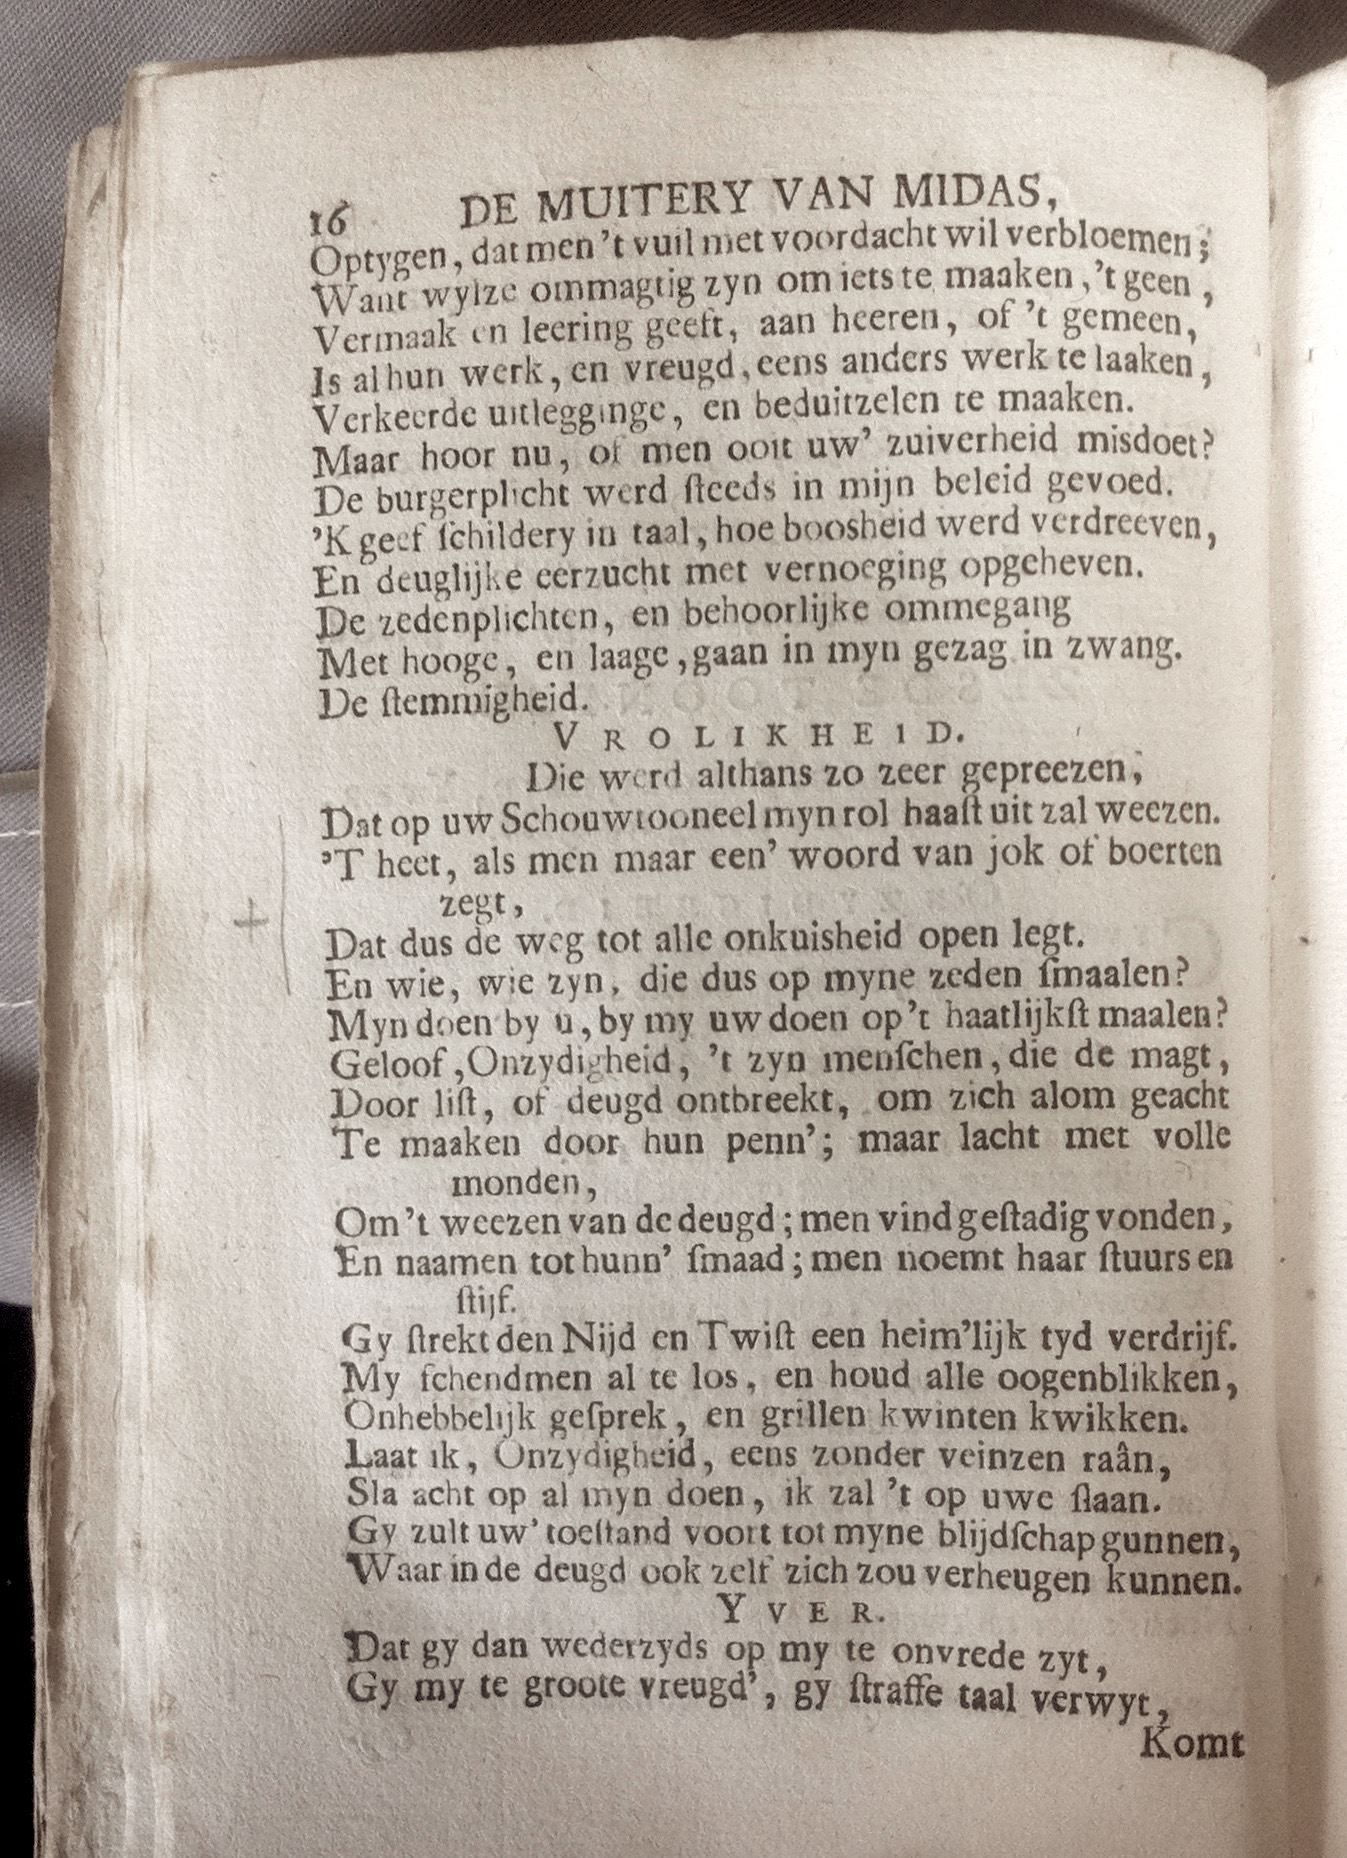 16 DE MUITERY VAN MIDAS,
Optygen, dat men 't vuil met voordacht wil verbloemen;
Want wylze ommagtig zyn om iets te maaken, 't geen,
Vermaak en leering geeft, aan heeren, of 't gemeen,
Is al hun werk, en vreugd, eens anders werk te laaken,
Verkeerde uitlegginge, en beduitzelen te maaken.
Maar hoor nu, of men ooit uw' zuiverheid misdoet?
De burgerplicht werd ſteeds in mijn beleid gevoed.
'K geef ſchildery in taal, hoe boosheid werd verdreeven,
En deuglijke eerzucht met vernoeging opgeheven.
De zedenplichten, en behoorlijke ommegang
Met hooge, en laage, gaan in myn gezag in zwang.
De ſtemmigheid.
VROLIKHEID.
Die werd althans zo zeer gepreezen,
Dat op uw Schouwtooneel myn rol haaſt uit zal weezen.
'T heet, als men maar een' woord van jok of boerten
zegt,
Dat dus de weg tot alle onkuisheid open legt.
En wie, wie zyn, die dus op myne zeden ſmaalen?
Myn doen by u, by my uw doen op 't haatlijkſt maalen?
Geloof, Onzydigheid, 't zyn menſchen, die de magt,
Door liſt, of deugd ontbreekt, om zich alom geacht
Te maaken door hun penn'; maar lacht met volle
monden,
Om 't weezen van de deugd; men vind geſtadig vonden,
En naamen tot hunn' ſmaad; men noemt haar ſtuurs en
ſtijf.
Gy ſtrekt den Nijd en Twiſt een heim'lijk tyd verdrijf.
My ſchendmen al te los, en houd alle oogenblikken,
Onhebbelijk geſprek, en grillen kwinten kwikken.
Laat ik, Onzydigheid, eens zonder veinzen raân,
Sla acht op al myn doen, ik zal 't op uwe ſlaan.
Gy zult uw' toeſtand voort tot myne blijdſchap gunnen,
Waar in de deugd ook zelf zich zou verheugen kunnen.
YVER.
Dat gy dan wederzyds op my te onvrede zyt,
Gy my te groote vreugd', gy ſtraffe taal verwyt,
Komt